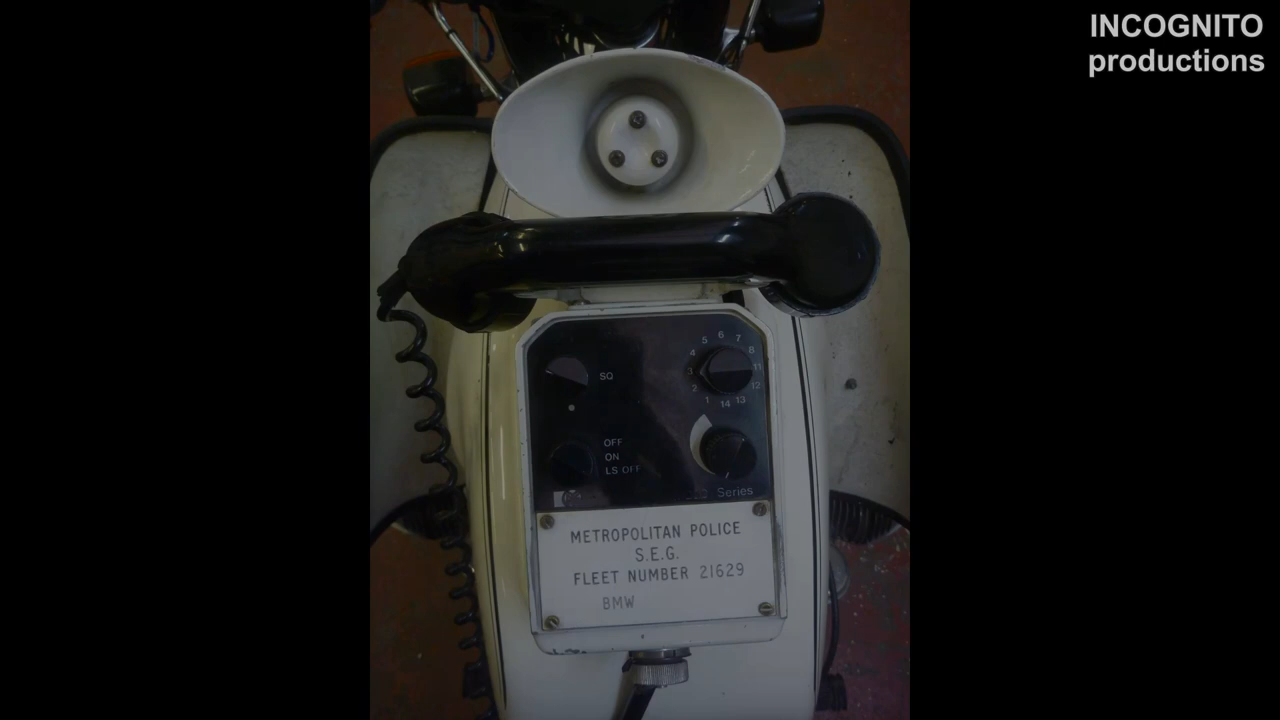 INCOGNITO
productions
6
5 7
4 8
SQ 3 11
2 12
1 14 13
OFF
ON
LS OFF
Series
METROPOLITAN POLICE
S.E.G.
FLEET NUMBER 21629
BMW